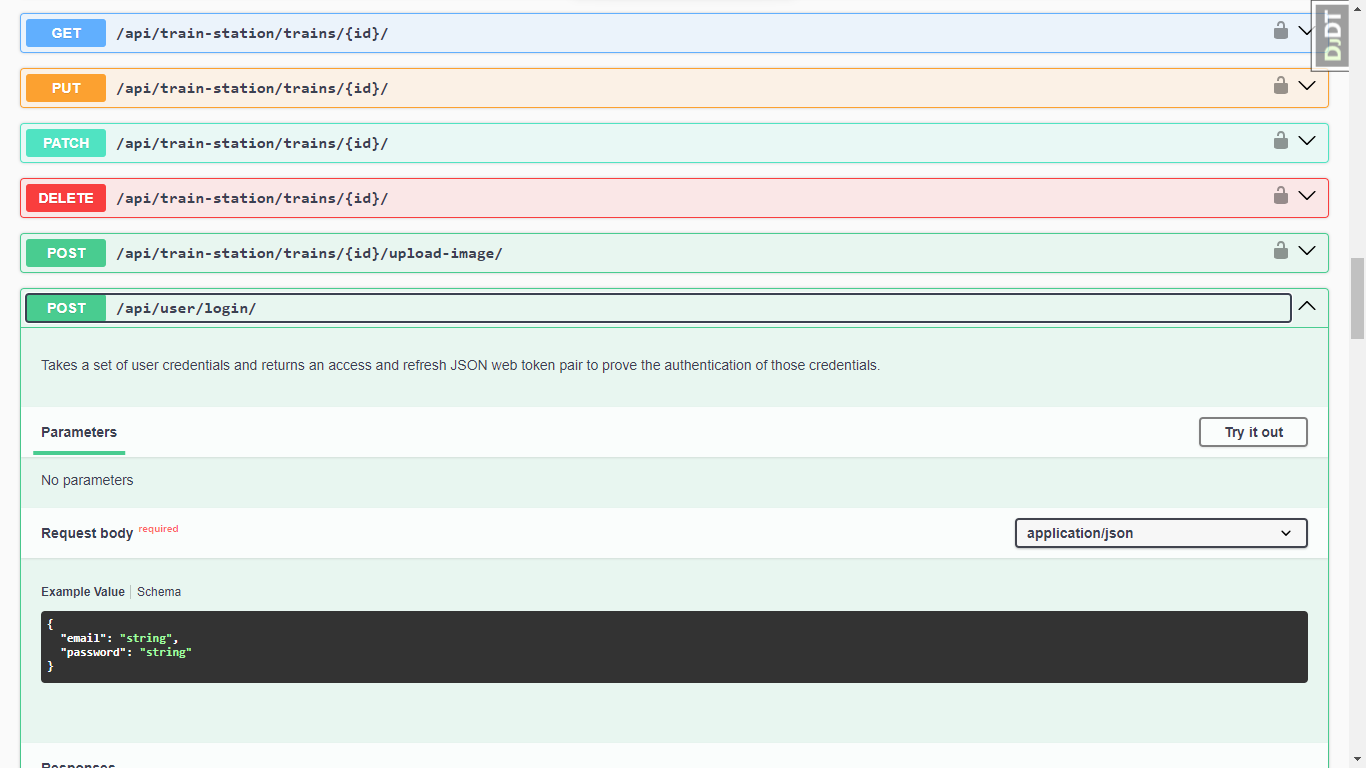 GET /api/train-station/trains/{id}/
DjDT
PUT /api/train-station/trains/{id}/
PATCH /api/train-station/trains/{id}/
DELETE /api/train-station/trains/{id}/
POST /api/train-station/trains/{id}/upload-image/
POST /api/user/login/
Takes a set of user credentials and returns an access and refresh JSON web token pair to prove the authentication of those credentials.
Parameters
Try it out
No parameters
Request body required
application/json
Example Value Schema
{
"email": "string",
"password": "string"
}
Responses